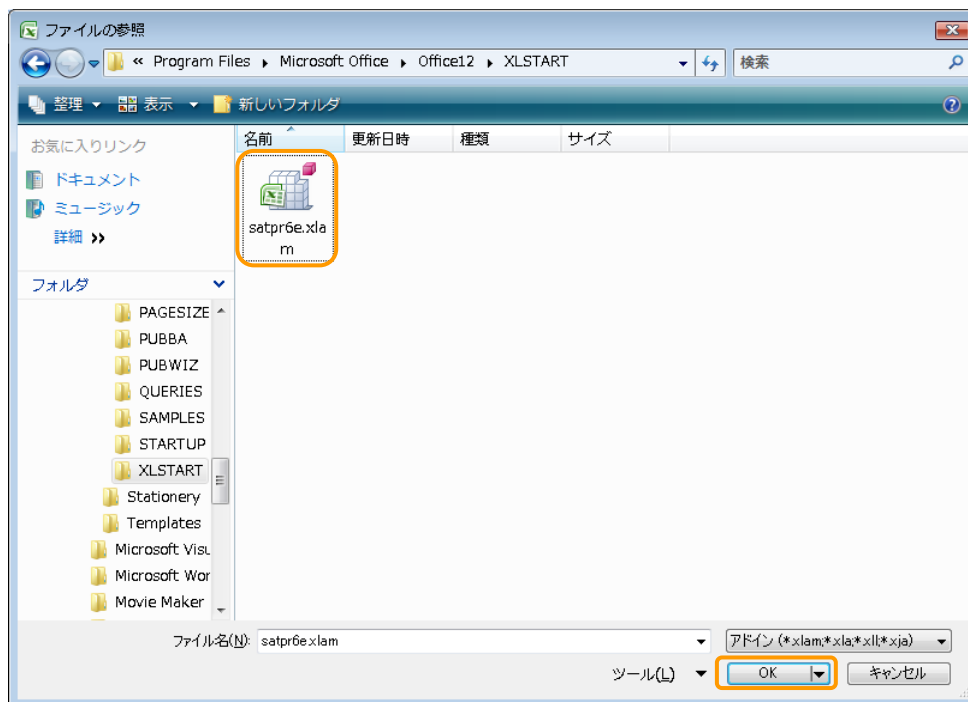 ファイルの参照
« Program Files ▸ Microsoft Office ▸ Office12 ▸ XLSTART
検索
整理 表示 新しいフォルダ
お気に入りリンク
ドキュメント
ミュージック
詳細 »
名前 更新日時 種類 サイズ
satpr6e.xla
m
フォルダ
PAGESIZE
PUBBA
PUBWIZ
QUERIES
SAMPLES
STARTUP
XLSTART
Stationery
Templates
Microsoft Visu
Microsoft Wor
Movie Maker
ファイル名(N): satpr6e.xlam アドイン (*.xlam;*.xla;*.xll;*.xja)
ツール(L) OK キャンセル